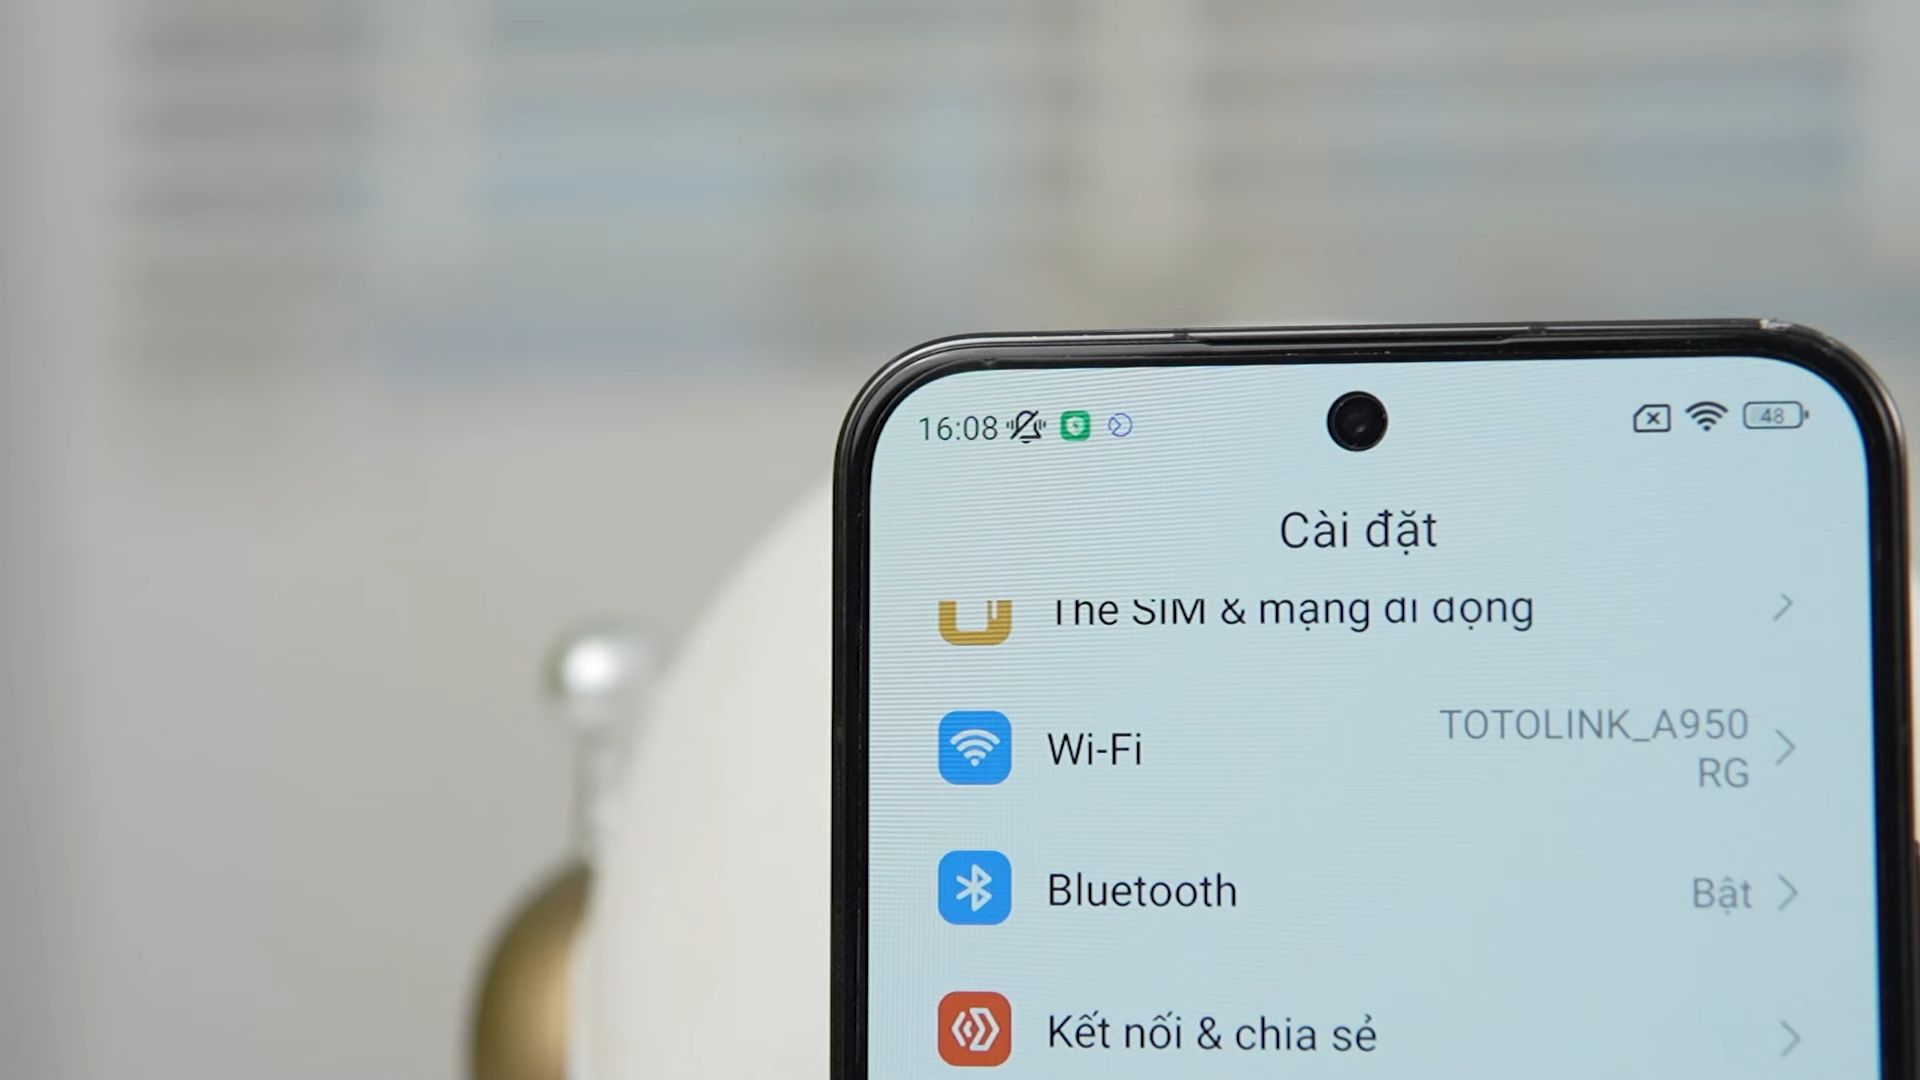 16:08
48
Cài đặt
Thẻ SIM & mạng di động
Wi-Fi
TOTOLINK_A950
RG
Bluetooth
Bật
Kết nối & chia sẻ